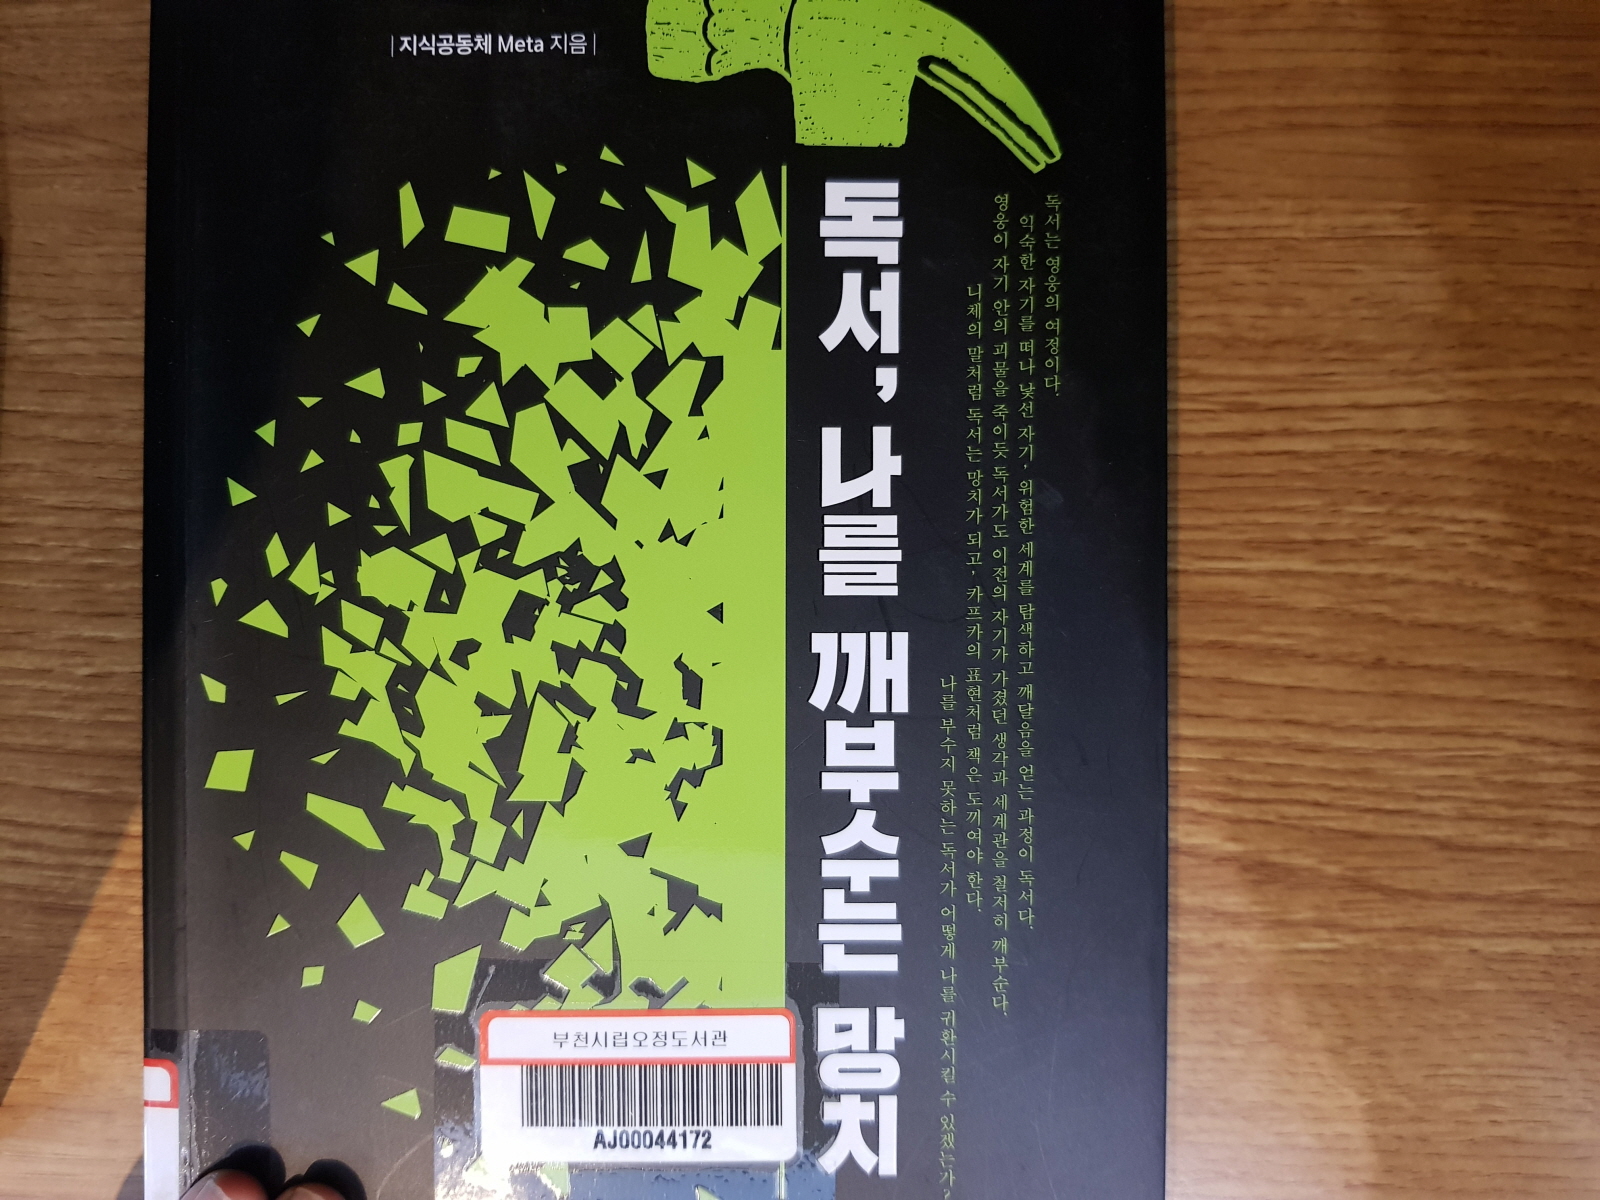 지식공동체 Meta 지음
독서, 나를 깨부수는 망치
독서는 영웅의 여정이다.
익숙한 자기를 떠나 낯선 자기, 위험한 세계를 탐색하고 깨달음을 얻는 과정이 독서다.
영웅이 자기 안의 괴물을 죽이듯 독서가도 이전의 자기가 가졌던 생각과 세계관을 철저히 깨부순다.
니체의 말처럼 독서는 망치가 되고, 카프카의 표현처럼 책은 도끼여야 한다.
나를 부수지 못하는 독서가 어떻게 나를 귀환시킬 수 있겠는가?
부천시립오정도서관
AJ00044172